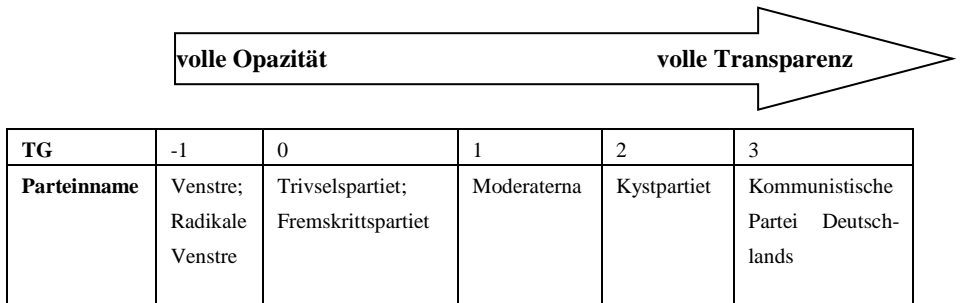 volle Opazität volle Transparenz
TG -1 0 1 2 3
Parteinname Venstre; Trivselspartiet; Moderaterna Kystpartiet Kommunistische
Radikale Fremskrittspartiet Partei Deutsch-
Venstre lands